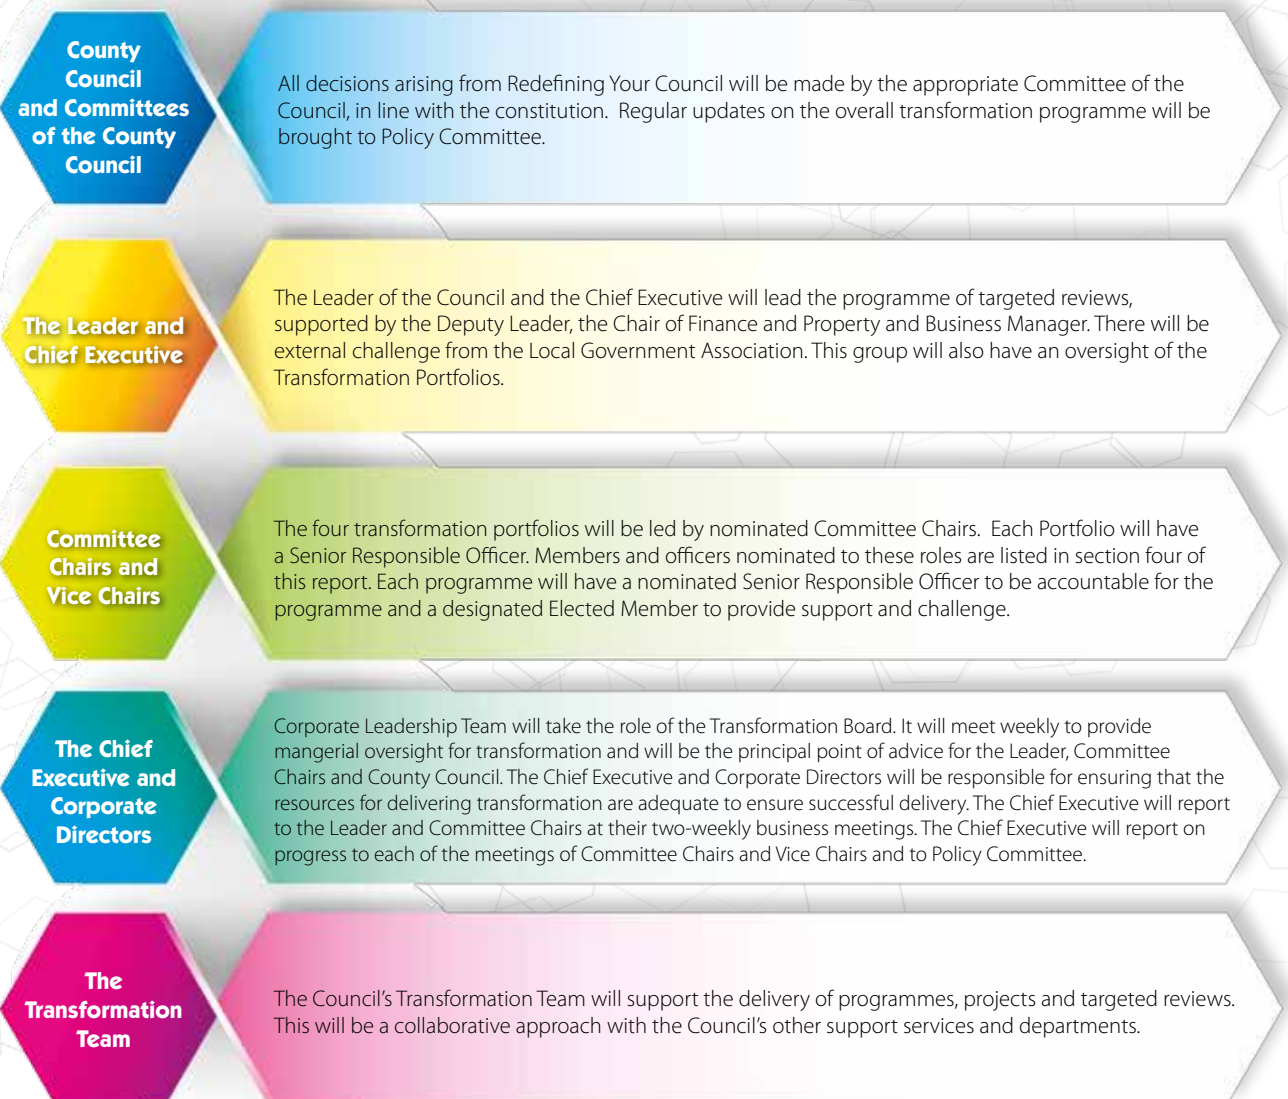 County
Council
and Committees
of the County
Council
All decisions arising from Redefining Your Council will be made by the appropriate Committee of the
Council, in line with the constitution.  Regular updates on the overall transformation programme will be
brought to Policy Committee.
The Leader and
Chief Executive
The Leader of the Council and the Chief Executive will lead the programme of targeted reviews,
supported by the Deputy Leader, the Chair of Finance and Property and Business Manager. There will be
external challenge from the Local Government Association. This group will also have an oversight of the
Transformation Portfolios.
Committee
Chairs and
Vice Chairs
The four transformation portfolios will be led by nominated Committee Chairs.  Each Portfolio will have
a Senior Responsible Officer. Members and officers nominated to these roles are listed in section four of
this report. Each programme will have a nominated Senior Responsible Officer to be accountable for the
programme and a designated Elected Member to provide support and challenge.
The Chief
Executive and
Corporate
Directors
Corporate Leadership Team will take the role of the Transformation Board. It will meet weekly to provide
mangerial oversight for transformation and will be the principal point of advice for the Leader, Committee
Chairs and County Council. The Chief Executive and Corporate Directors will be responsible for ensuring that the
resources for delivering transformation are adequate to ensure successful delivery. The Chief Executive will report
to the Leader and Committee Chairs at their two-weekly business meetings. The Chief Executive will report on
progress to each of the meetings of Committee Chairs and Vice Chairs and to Policy Committee.
The
Transformation
Team
The Council's Transformation Team will support the delivery of programmes, projects and targeted reviews.
This will be a collaborative approach with the Council's other support services and departments.